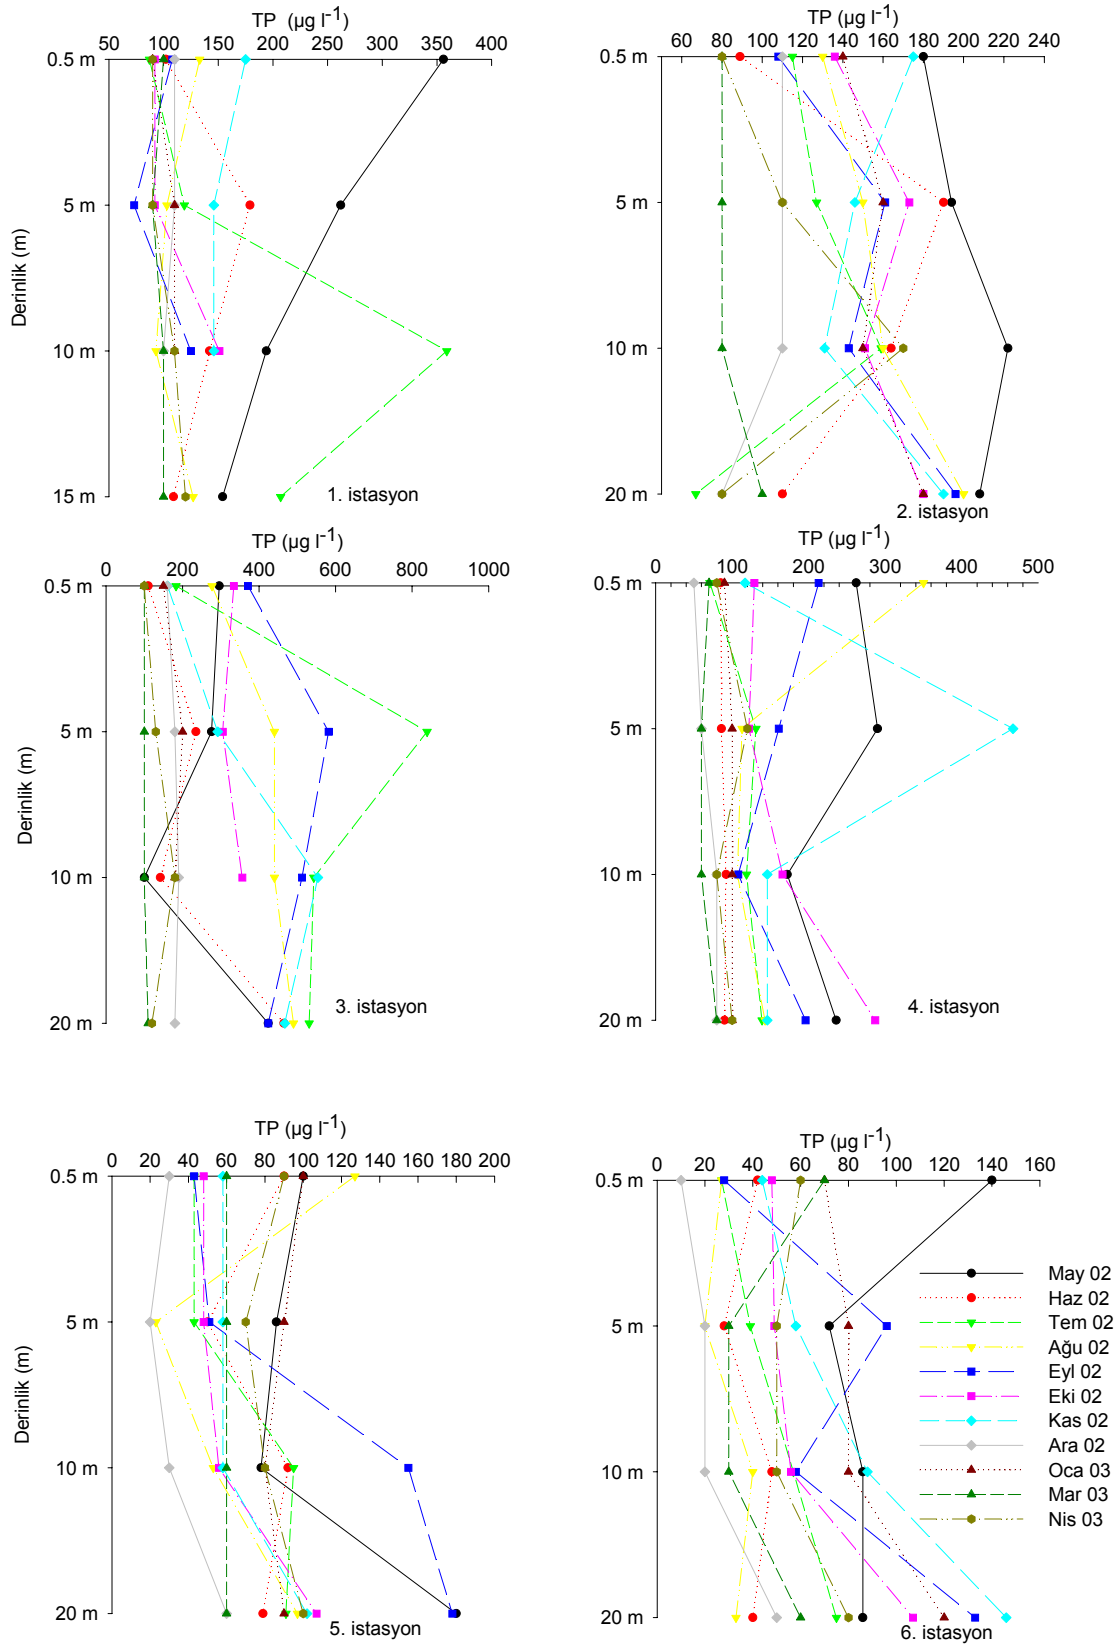 TP (µg l-1)
50 100 150 200 250 300 350 400
0.5 m
5 m
10 m
15 m
Derinlik (m)
1. istasyon
TP (µg l-1)
60 80 100 120 140 160 180 200 220 240
0.5 m
5 m
10 m
20 m
2. istasyon
TP (µg l-1)
0 200 400 600 800 1000
0.5 m
5 m
10 m
20 m
Derinlik (m)
3. istasyon
TP (µg l-1)
0 100 200 300 400 500
0.5 m
5 m
10 m
20 m
4. istasyon
TP (µg l-1)
0 20 40 60 80 100 120 140 160 180 200
0.5 m
5 m
10 m
20 m
Derinlik (m)
5. istasyon
TP (µg l-1)
0 20 40 60 80 100 120 140 160
0.5 m
5 m
10 m
20 m
6. istasyon
May 02
Haz 02
Tem 02
Ağu 02
Eyl 02
Eki 02
Kas 02
Ara 02
Oca 03
Mar 03
Nis 03